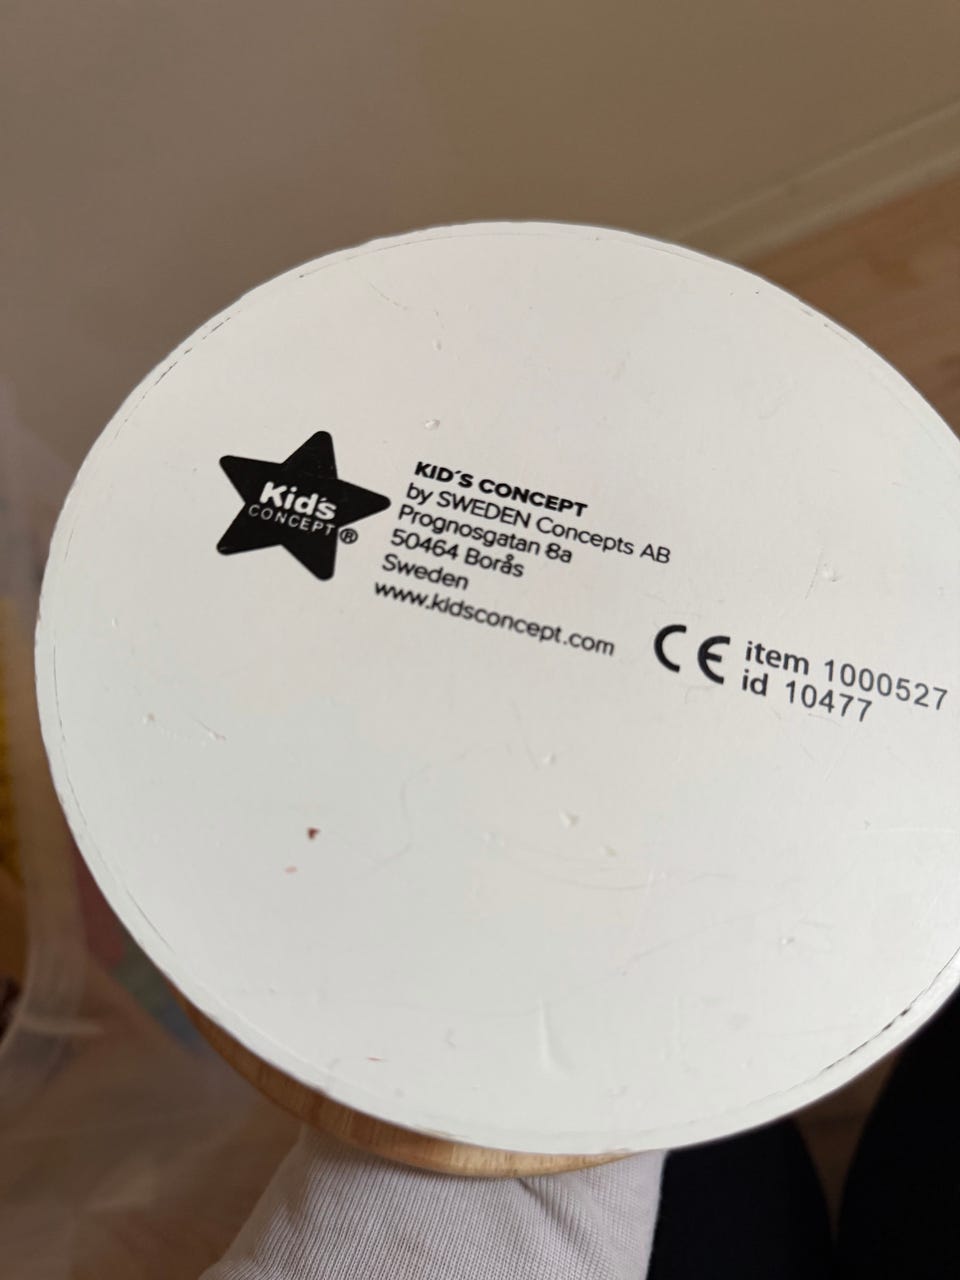 Kid's
CONCEPT®
KID´S CONCEPT
by SWEDEN Concepts AB
Prognosgatan 8a
50464 Borås
Sweden
www.kidsconcept.com
CE item 1000527
id 10477